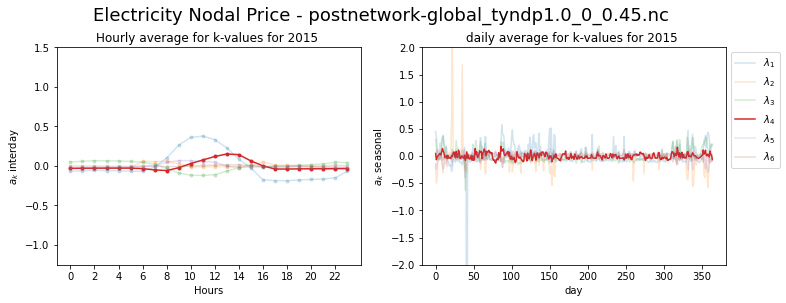 Electricity Nodal Price - postnetwork-global_tyndp1.0_0_0.45.nc
Hourly average for k-values for 2015
1.5
1.0
0.5
0.0
−0.5
−1.0
a_k interday
0 2 4 6 8 10 12 14 16 18 20 22
Hours
daily average for k-values for 2015
2.0
1.5
1.0
0.5
0.0
−0.5
−1.0
−1.5
−2.0
a_k seasonal
0 50 100 150 200 250 300 350
day
λ₁
λ₂
λ₃
λ₄
λ₅
λ₆